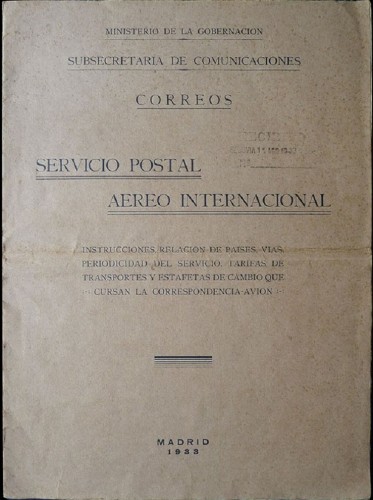 MINISTERIO DE LA GOBERNACION
SUBSECRETARIA DE COMUNICACIONES
CORREOS
SERVICIO POSTAL
AEREO INTERNACIONAL
INSTRUCCIONES, RELACION DE PAISES, VIAS,
PERIODICIDAD DEL SERVICIO, TARIFAS DE
TRANSPORTES Y ESTAFETAS DE CAMBIO QUE
CURSAN LA CORRESPONDENCIA-AVION
MADRID
1933